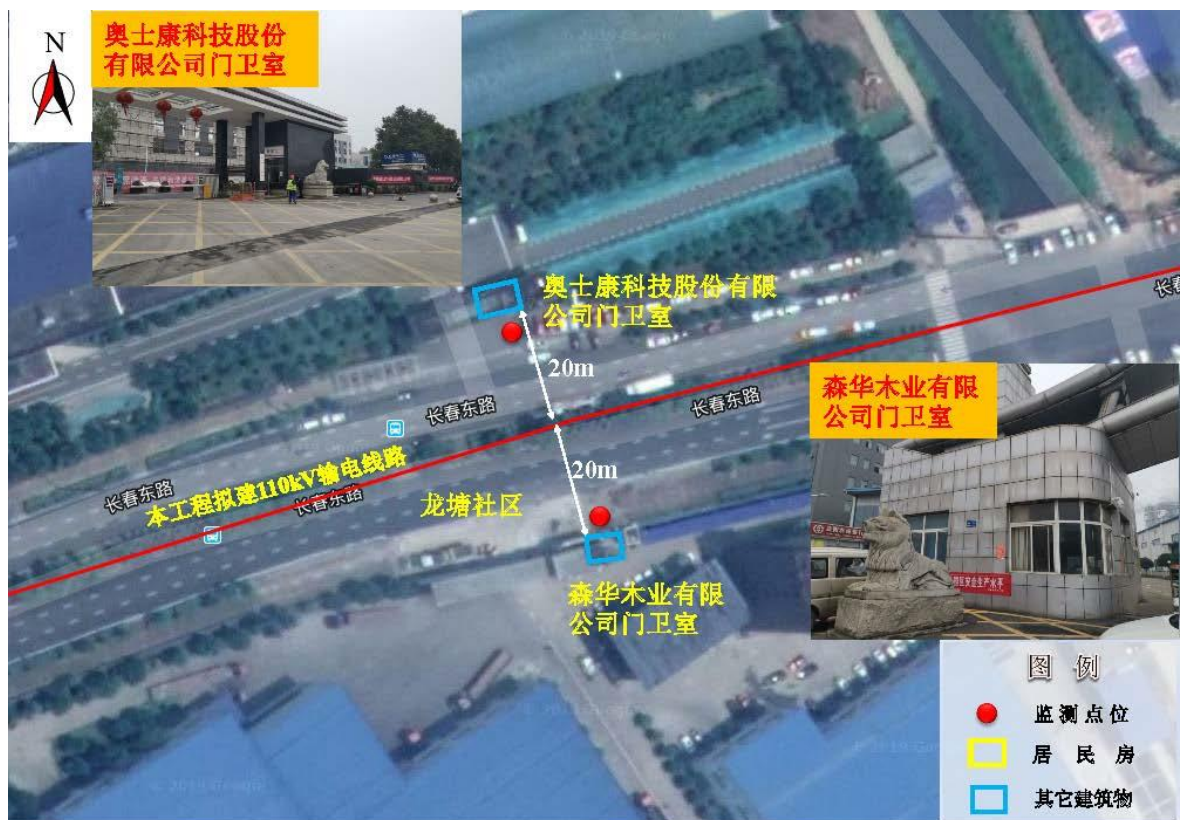 N
奥士康科技股份
有限公司门卫室
奥士康科技股份有限
公司门卫室
20m
长春
长春东路
长春东路
森华木业有限
公司门卫室
20m
本工程拟建110kV输电线路
长春东路
长春东路
龙塘社区
森华木业有限
公司门卫室
图 例
监测点位
居 民 房
其它建筑物